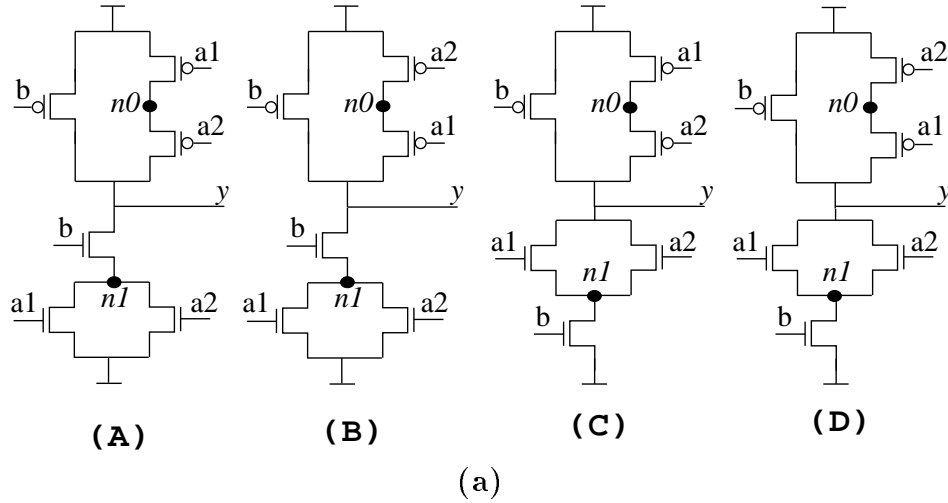 a1 a2 a1 a2
b n0 b n0 b n0 b n0
a2 a1 a2 a1
y y y y
b b a1 a2 a1 a2
n1 n1 n1 n1
a1 a2 a1 a2 b b
(A) (B) (C) (D)
(a)